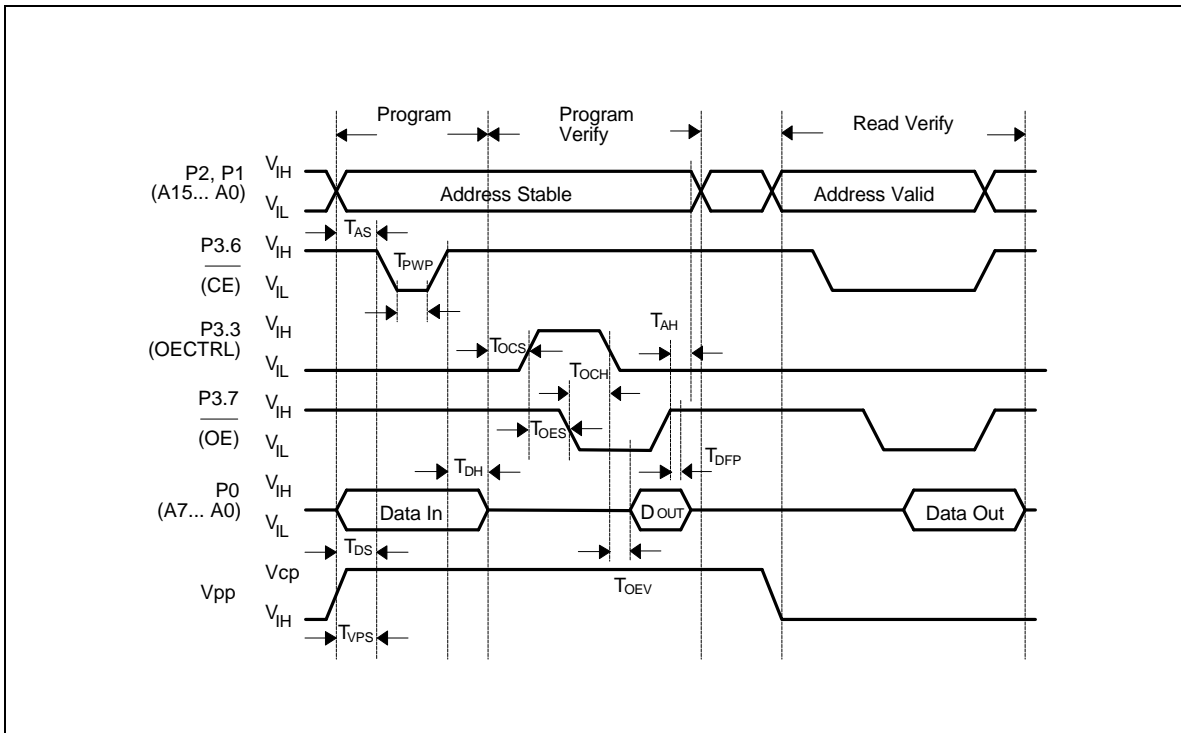 Program
Program
Verify
Read Verify
P2, P1
(A15... A0)
VIH
VIL
Address Stable
Address Valid
TAS
P3.6
(CE)
VIH
VIL
TPWP
P3.3
(OECTRL)
VIH
VIL
TOCS
TAH
TOCH
P3.7
(OE)
VIH
VIL
TOES
TDFP
TDH
P0
(A7... A0)
VIH
VIL
Data In
DOUT
Data Out
TDS
Vpp
Vcp
VIH
TOEV
TVPS